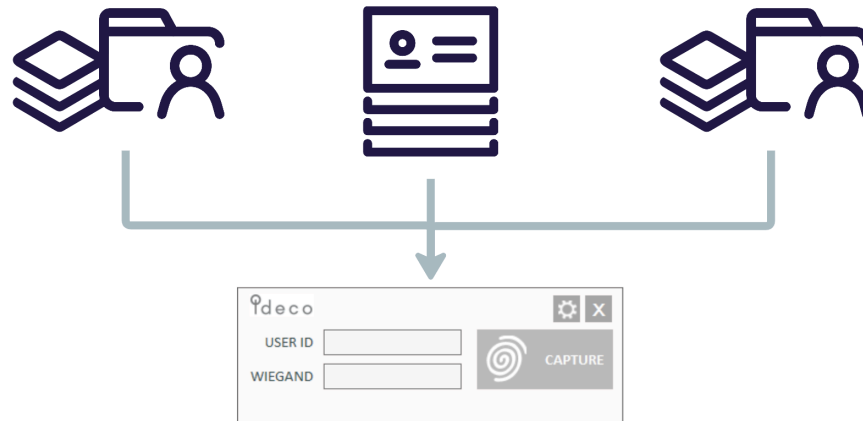 ideco
X
USER ID
CAPTURE
WIEGAND